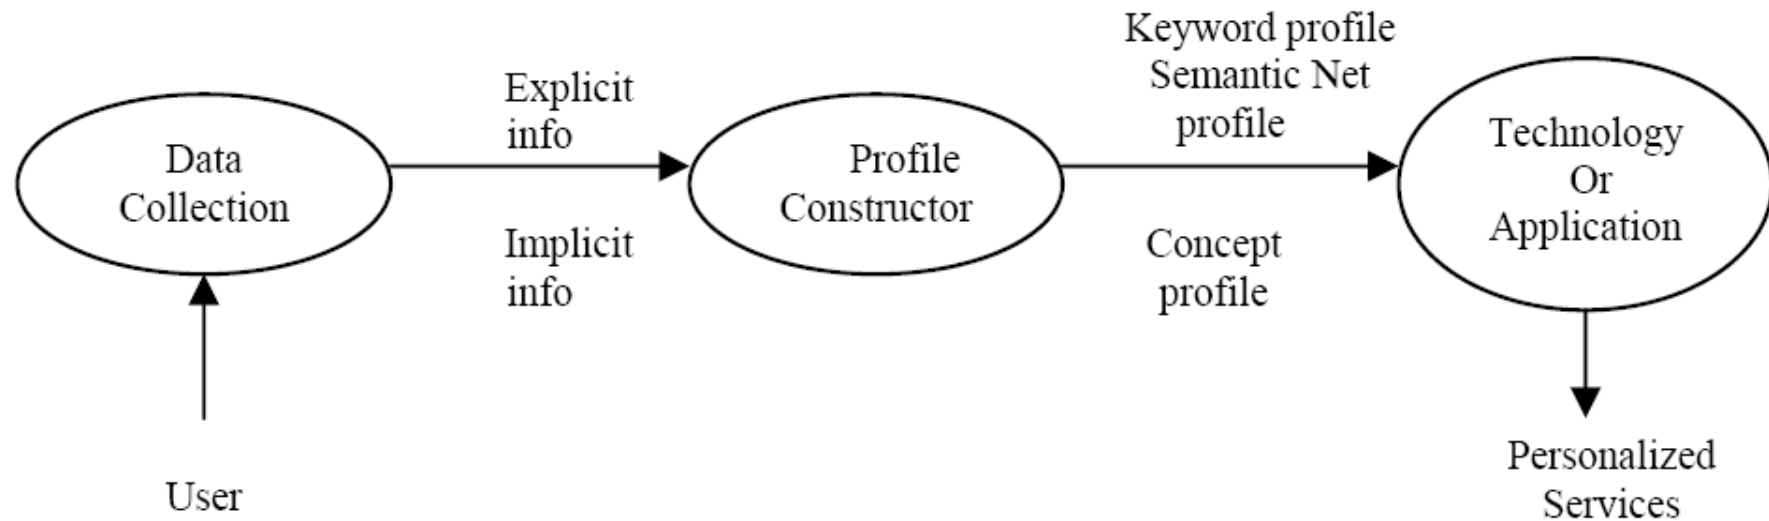 Data
Collection
User
Explicit
info
Implicit
info
Profile
Constructor
Keyword profile
Semantic Net
profile
Concept
profile
Technology
Or
Application
Personalized
Services